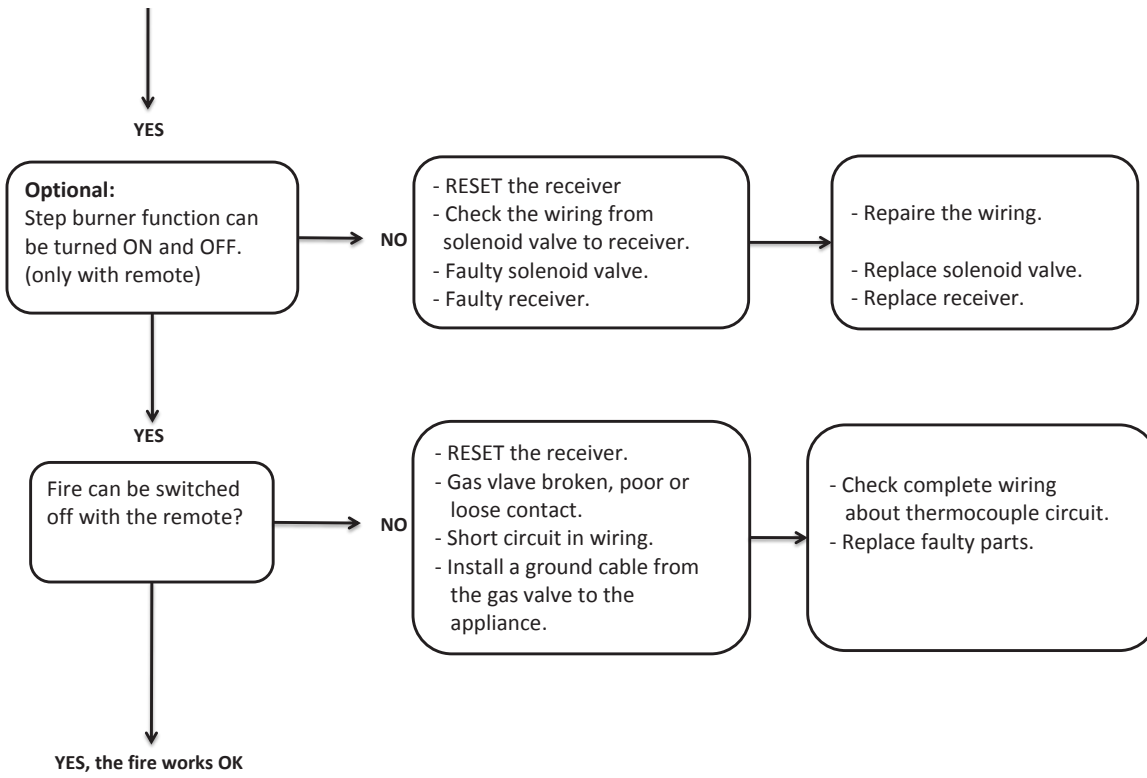 YES
Optional:
Step burner function can
be turned ON and OFF.
(only with remote)
NO
- RESET the receiver
- Check the wiring from
solenoid valve to receiver.
- Faulty solenoid valve.
- Faulty receiver.
- Repaire the wiring.
- Replace solenoid valve.
- Replace receiver.
YES
Fire can be switched
off with the remote?
NO
- RESET the receiver.
- Gas vlave broken, poor or
loose contact.
- Short circuit in wiring.
- Install a ground cable from
the gas valve to the
appliance.
- Check complete wiring
about thermocouple circuit.
- Replace faulty parts.
YES, the fire works OK